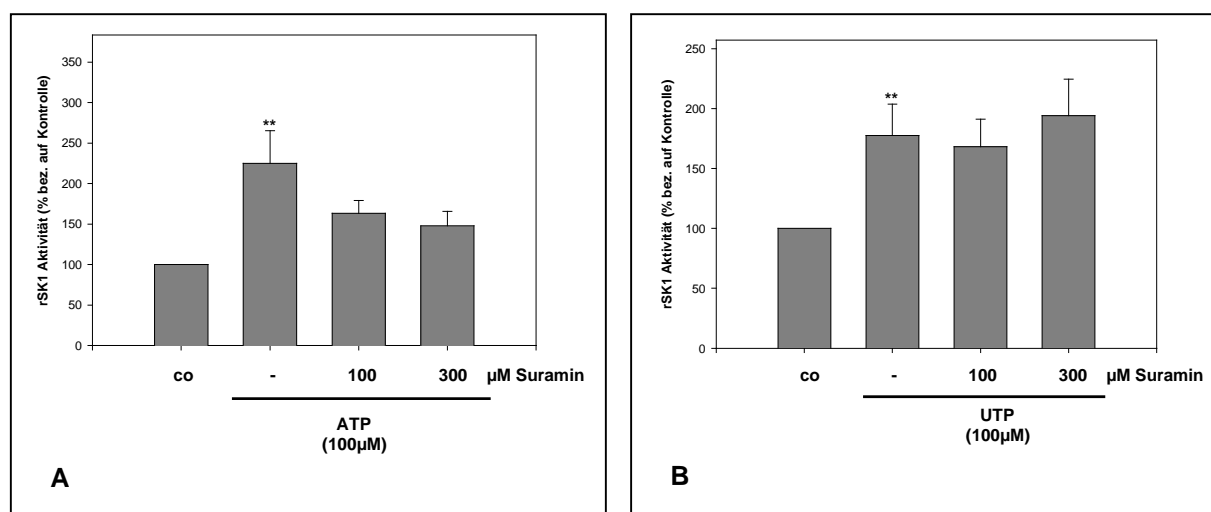 rSK1 Aktivität (% bez. auf Kontrolle)
350
300
250
200
150
100
50
0
**
co - 100 300 µM Suramin
ATP
(100µM)
A
rSK1 Aktivität (% bez. auf Kontrolle)
250
200
150
100
50
0
**
co - 100 300 µM Suramin
UTP
(100µM)
B